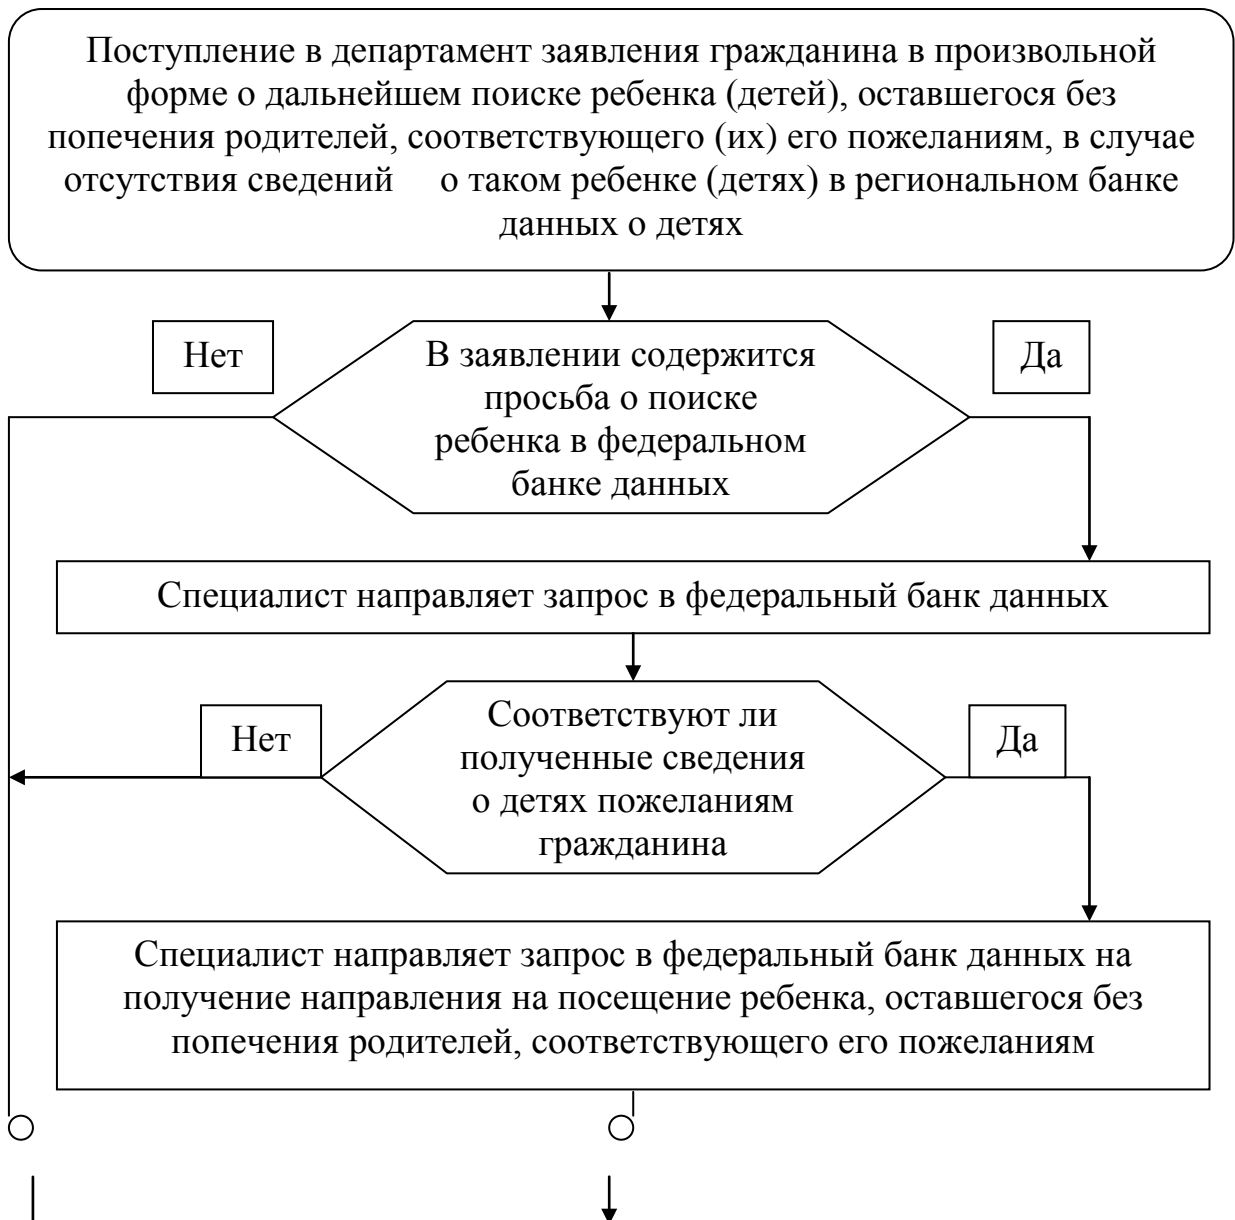 Поступление в департамент заявления гражданина в произвольной
форме о дальнейшем поиске ребенка (детей), оставшегося без
попечения родителей, соответствующего (их) его пожеланиям, в случае
отсутствия сведений о таком ребенке (детях) в региональном банке
данных о детях
Нет
Да
В заявлении содержится
просьба о поиске
ребенка в федеральном
банке данных
Специалист направляет запрос в федеральный банк данных
Нет
Да
Соответствуют ли
полученные сведения
о детях пожеланиям
гражданина
Специалист направляет запрос в федеральный банк данных на
получение направления на посещение ребенка, оставшегося без
попечения родителей, соответствующего его пожеланиям